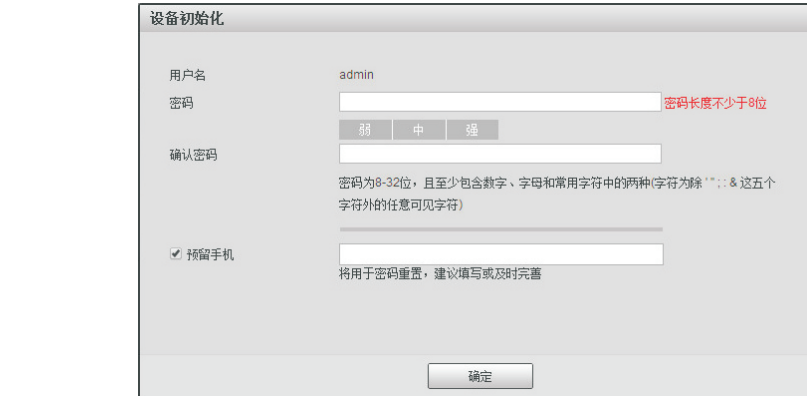 设备初始化
用户名 admin
密码 密码长度不少于8位
弱 中 强
确认密码
密码为8-32位，且至少包含数字、字母和常用字符中的两种(字符为除 ' " ; : & 这五个
字符外的任意可见字符)
预留手机
将用于密码重置，建议填写或及时完善
确定